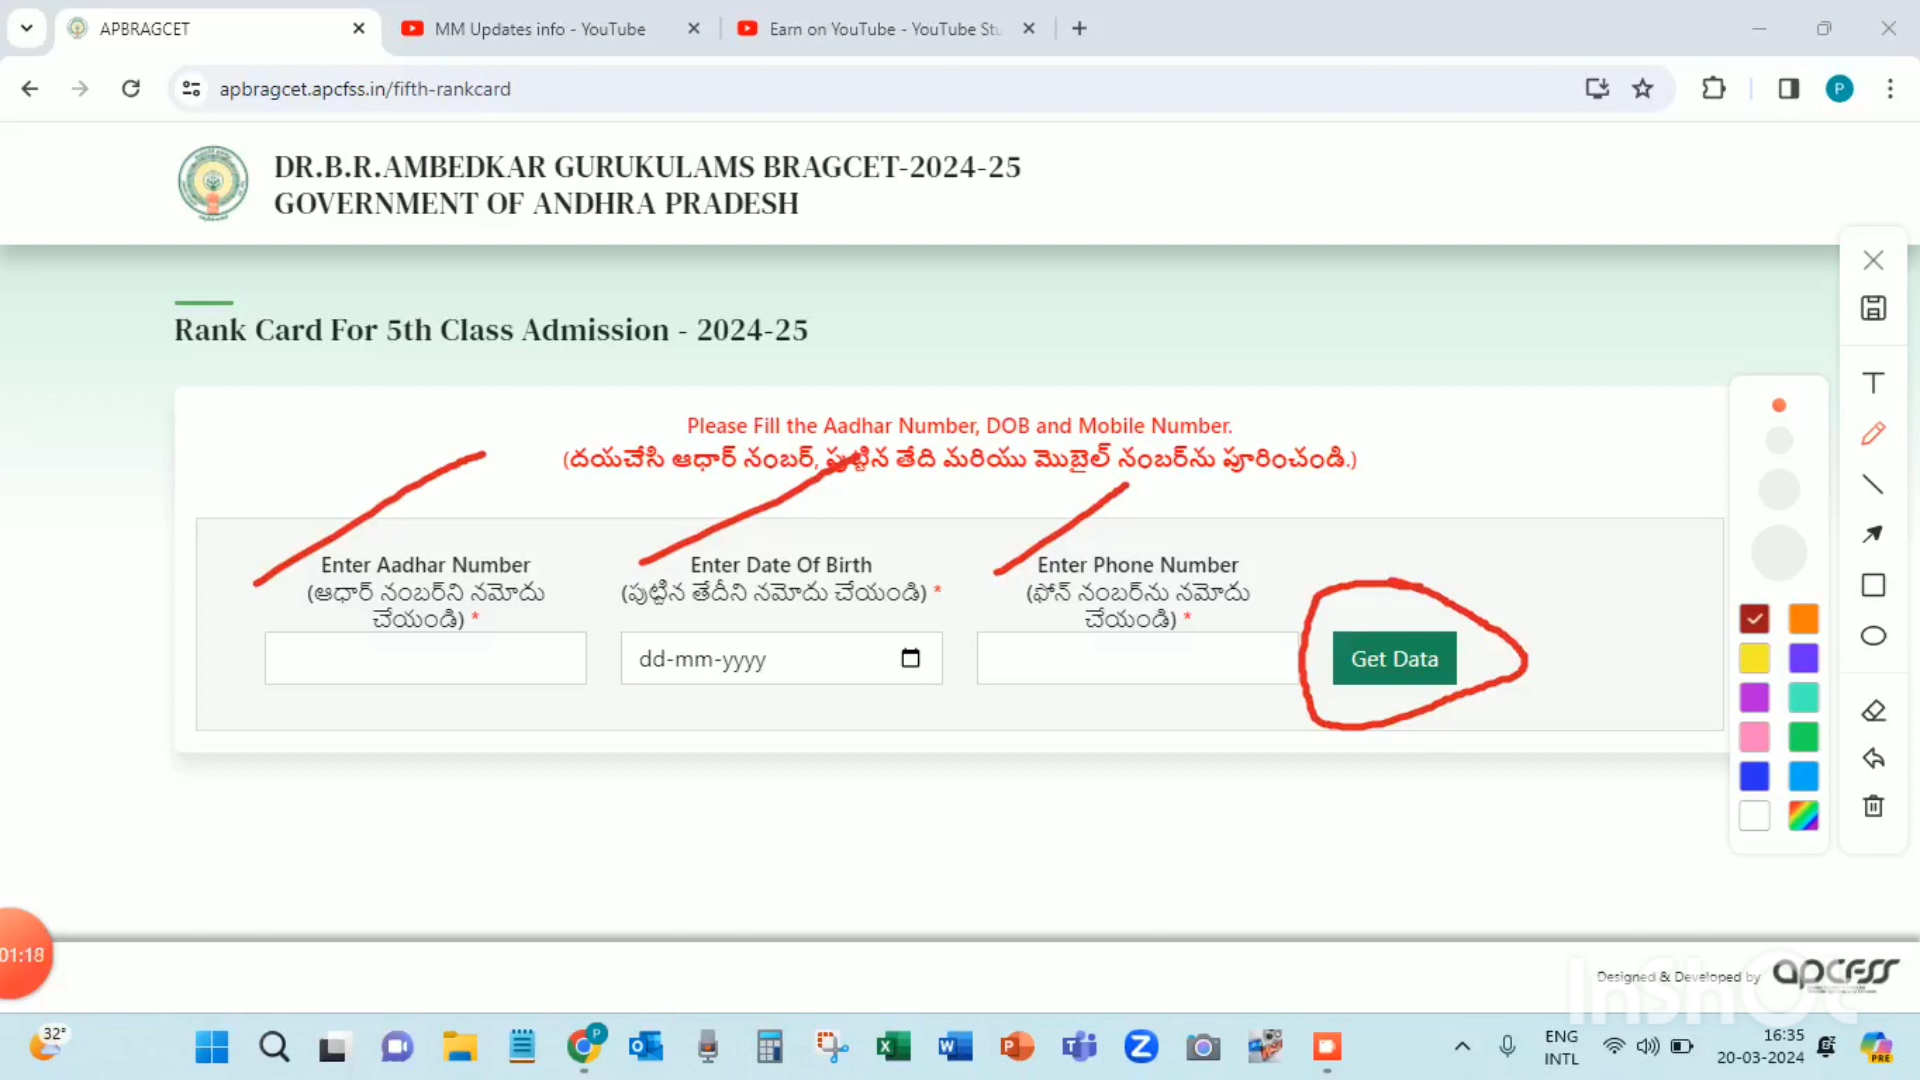 APBRAGCET
MM Updates info - YouTube
Earn on YouTube - YouTube Stu
apbragcet.apcfss.in/fifth-rankcard
P
DR.B.R.AMBEDKAR GURUKULAMS BRAGCET-2024-25
GOVERNMENT OF ANDHRA PRADESH
Rank Card For 5th Class Admission - 2024-25
Please Fill the Aadhar Number, DOB and Mobile Number.
(దయచేసి ఆధార్ నంబర్, పుట్టిన తేది మరియు మొబైల్ నంబర్‌ను పూరించండి.)
Enter Aadhar Number
(ఆధార్ నంబర్‌ని నమోదు
చేయండి) *
Enter Date Of Birth
(పుట్టిన తేదీని నమోదు చేయండి) *
dd-mm-yyyy
Enter Phone Number
(ఫోన్ నంబర్‌ను నమోదు
చేయండి) *
Get Data
T
01:18
Designed & Developed by apcfss
InShot
32°
P
ENG
INTL
16:35
20-03-2024
PRE